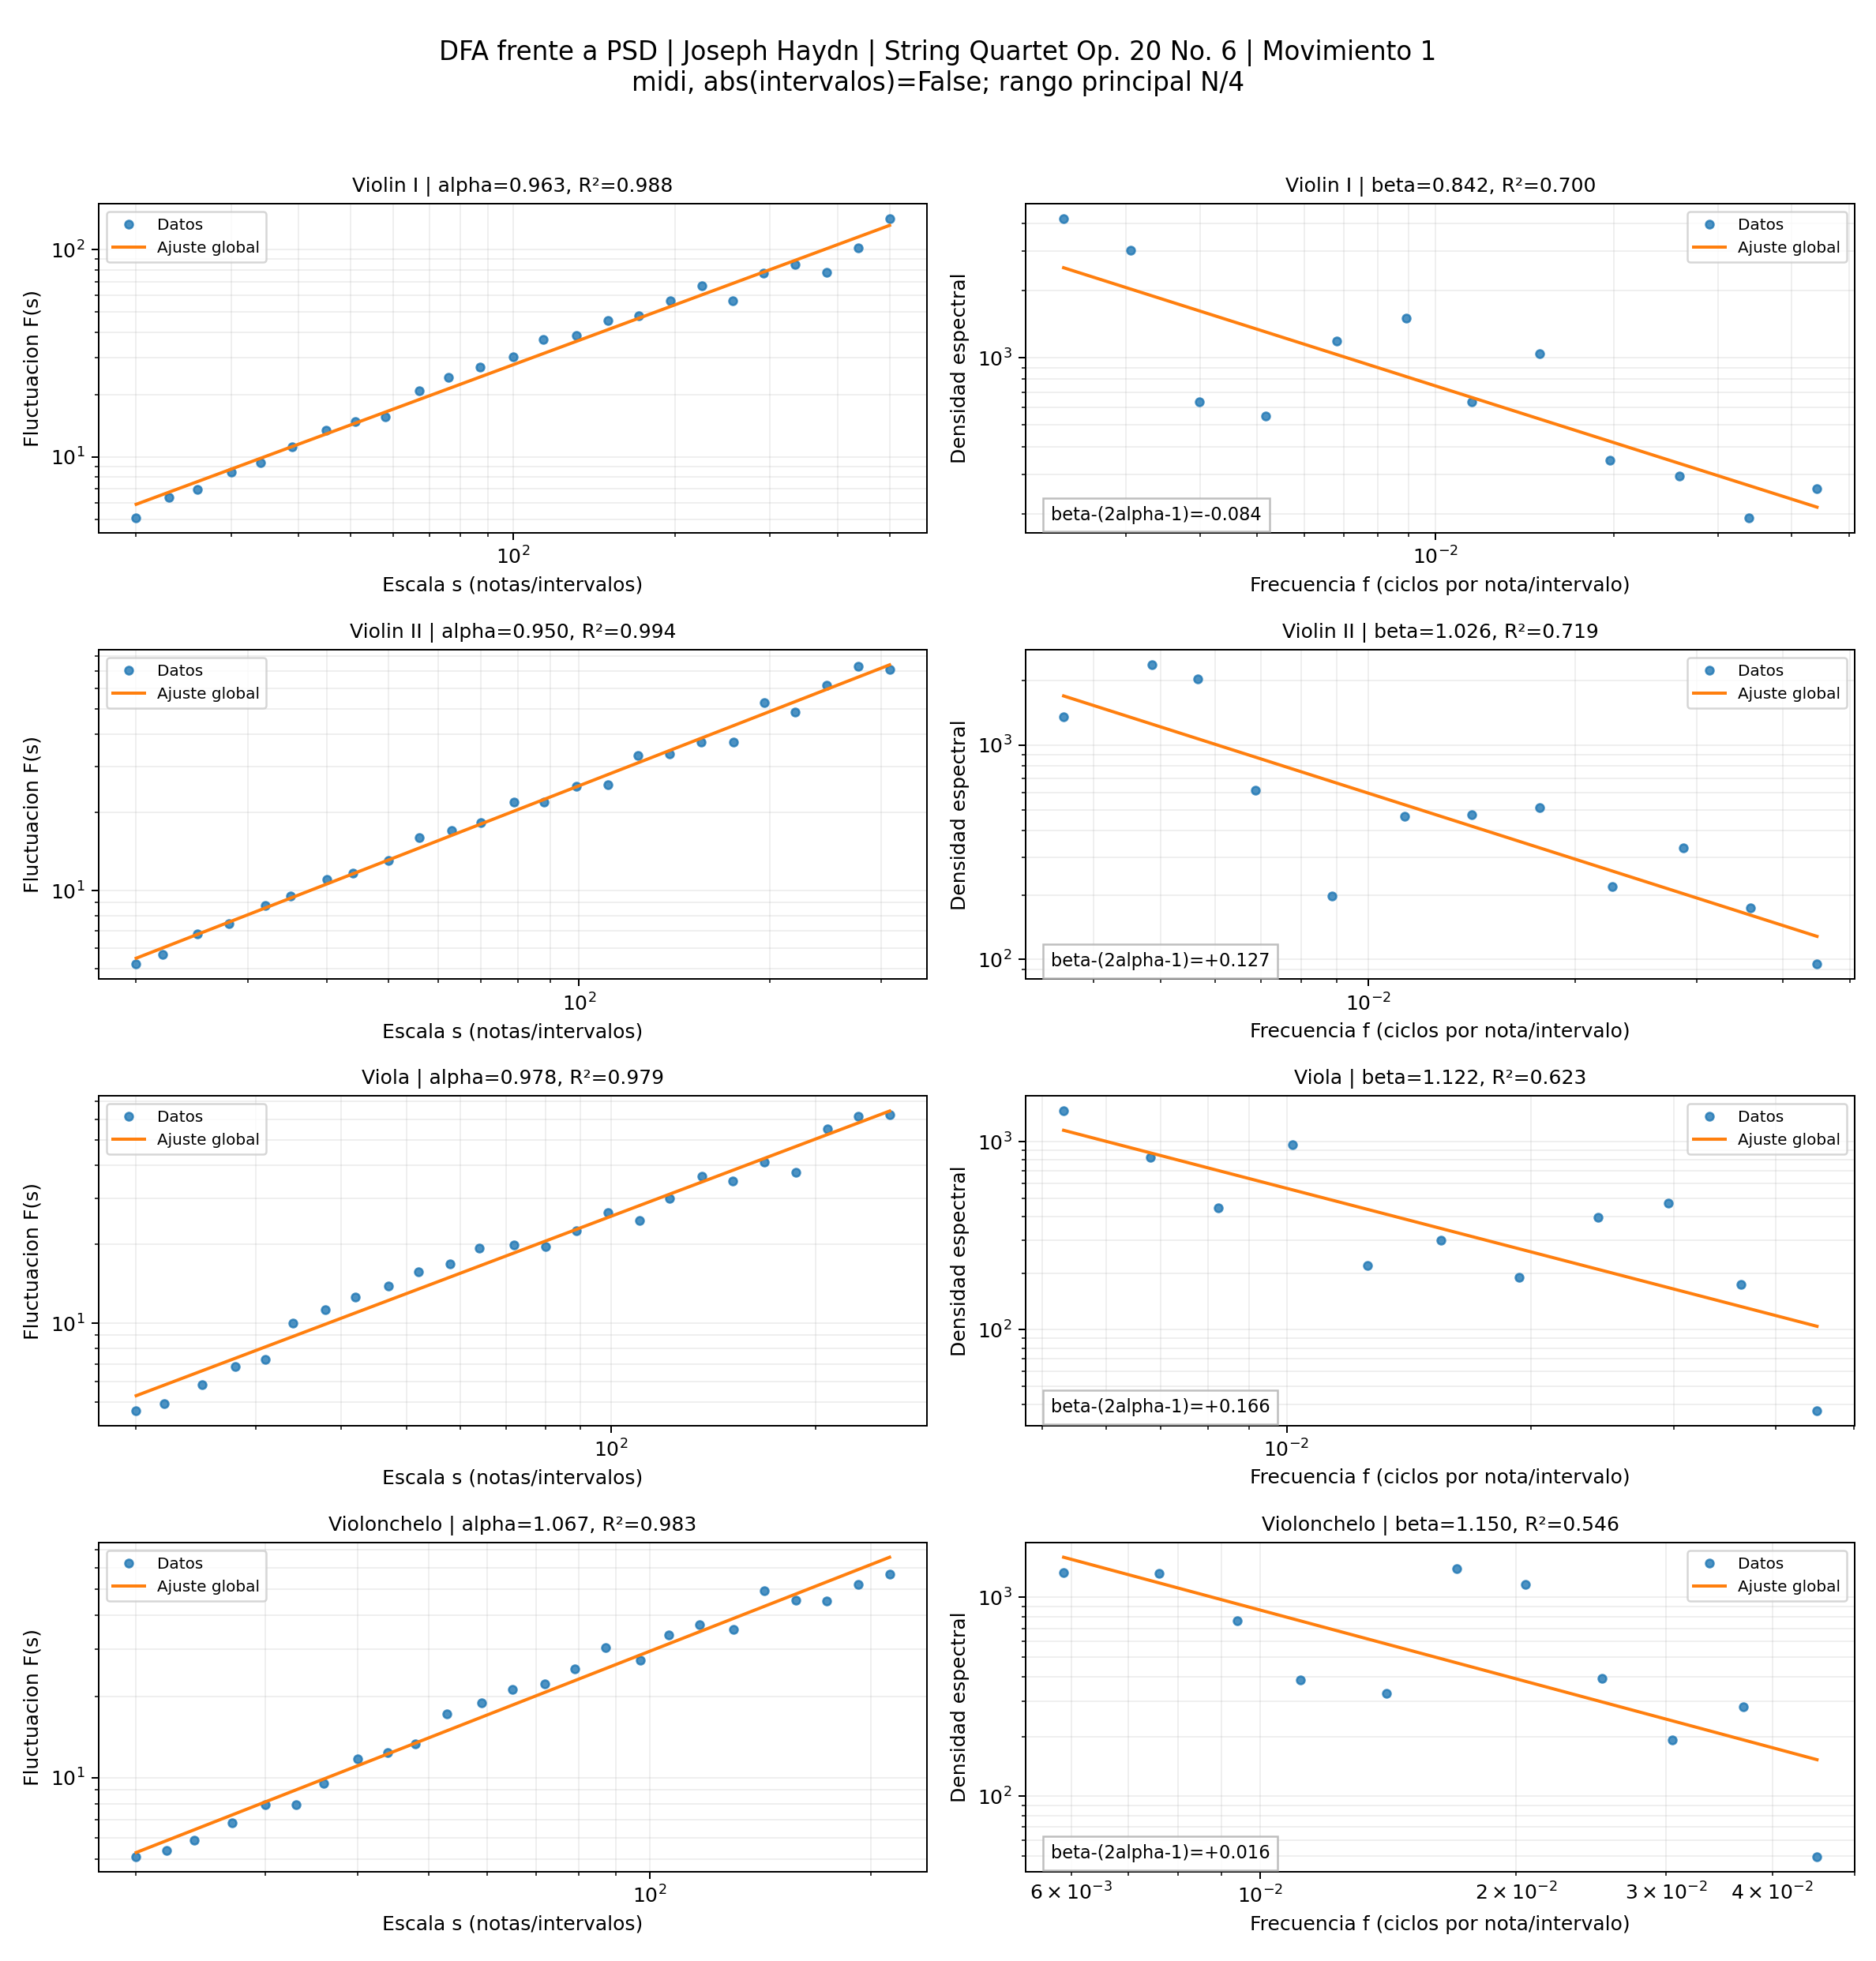 DFA frente a PSD | Joseph Haydn | String Quartet Op. 20 No. 6 | Movimiento 1
midi, abs(intervalos)=False; rango principal N/4
Violin I | alpha=0.963, R²=0.988
Datos
Ajuste global
10²
10¹
Fluctuacion F(s)
10²
Escala s (notas/intervalos)
Violin I | beta=0.842, R²=0.700
Datos
Ajuste global
10³
Densidad espectral
beta-(2alpha-1)=-0.084
10⁻²
Frecuencia f (ciclos por nota/intervalo)
Violin II | alpha=0.950, R²=0.994
Datos
Ajuste global
10¹
Fluctuacion F(s)
10²
Escala s (notas/intervalos)
Violin II | beta=1.026, R²=0.719
Datos
Ajuste global
10³
10²
Densidad espectral
beta-(2alpha-1)=+0.127
10⁻²
Frecuencia f (ciclos por nota/intervalo)
Viola | alpha=0.978, R²=0.979
Datos
Ajuste global
10¹
Fluctuacion F(s)
10²
Escala s (notas/intervalos)
Viola | beta=1.122, R²=0.623
Datos
Ajuste global
10³
10²
Densidad espectral
beta-(2alpha-1)=+0.166
10⁻²
Frecuencia f (ciclos por nota/intervalo)
Violonchelo | alpha=1.067, R²=0.983
Datos
Ajuste global
10¹
Fluctuacion F(s)
10²
Escala s (notas/intervalos)
Violonchelo | beta=1.150, R²=0.546
Datos
Ajuste global
10³
10²
Densidad espectral
beta-(2alpha-1)=+0.016
6 × 10⁻³ 10⁻² 2 × 10⁻² 3 × 10⁻² 4 × 10⁻²
Frecuencia f (ciclos por nota/intervalo)